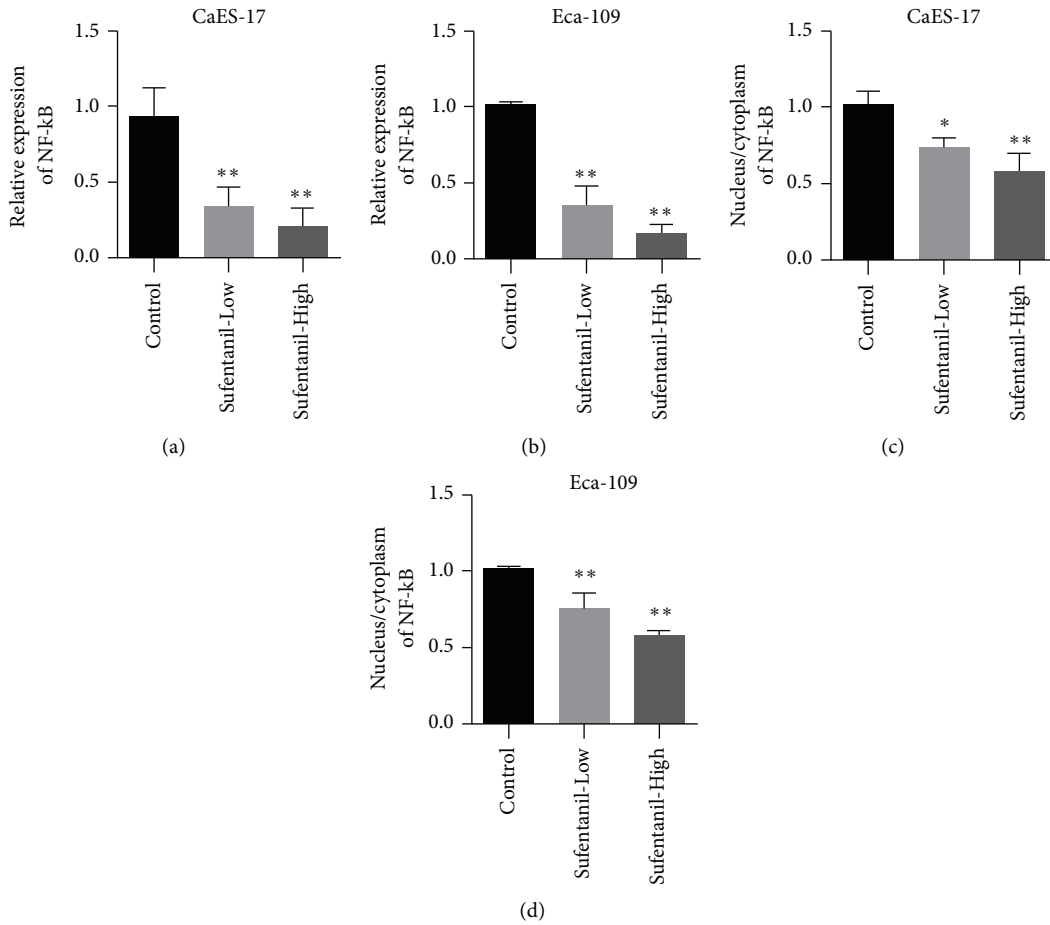 CaES-17
Relative expression
of NF-kB
1.5
1.0
0.5
0.0
**
**
Control
Sufentanil-Low
Sufentanil-High
(a)
Eca-109
Relative expression
of NF-kB
1.5
1.0
0.5
0.0
**
**
Control
Sufentanil-Low
Sufentanil-High
(b)
CaES-17
Nucleus/cytoplasm
of NF-kB
1.5
1.0
0.5
0.0
*
**
Control
Sufentanil-Low
Sufentanil-High
(c)
Eca-109
Nucleus/cytoplasm
of NF-kB
1.5
1.0
0.5
0.0
**
**
Control
Sufentanil-Low
Sufentanil-High
(d)